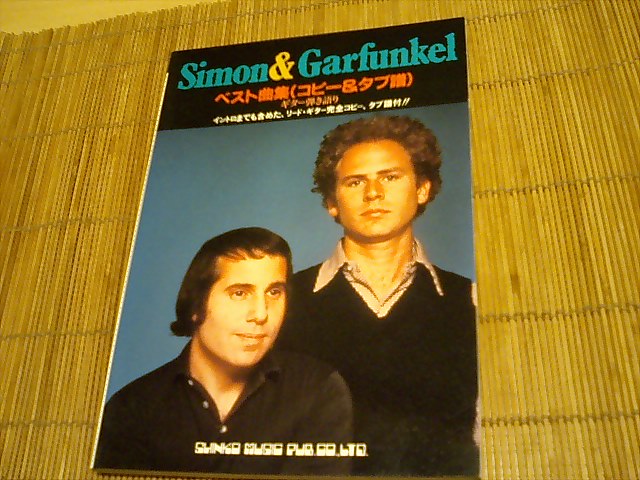 Simon & Garfunkel
ベスト曲集(コピー&タブ譜)
ギター弾き語り
イントロまでも含めた、リード・ギター完全コピー、タブ譜付!!
SHINKO MUSIC PUB.CO.,LTD.